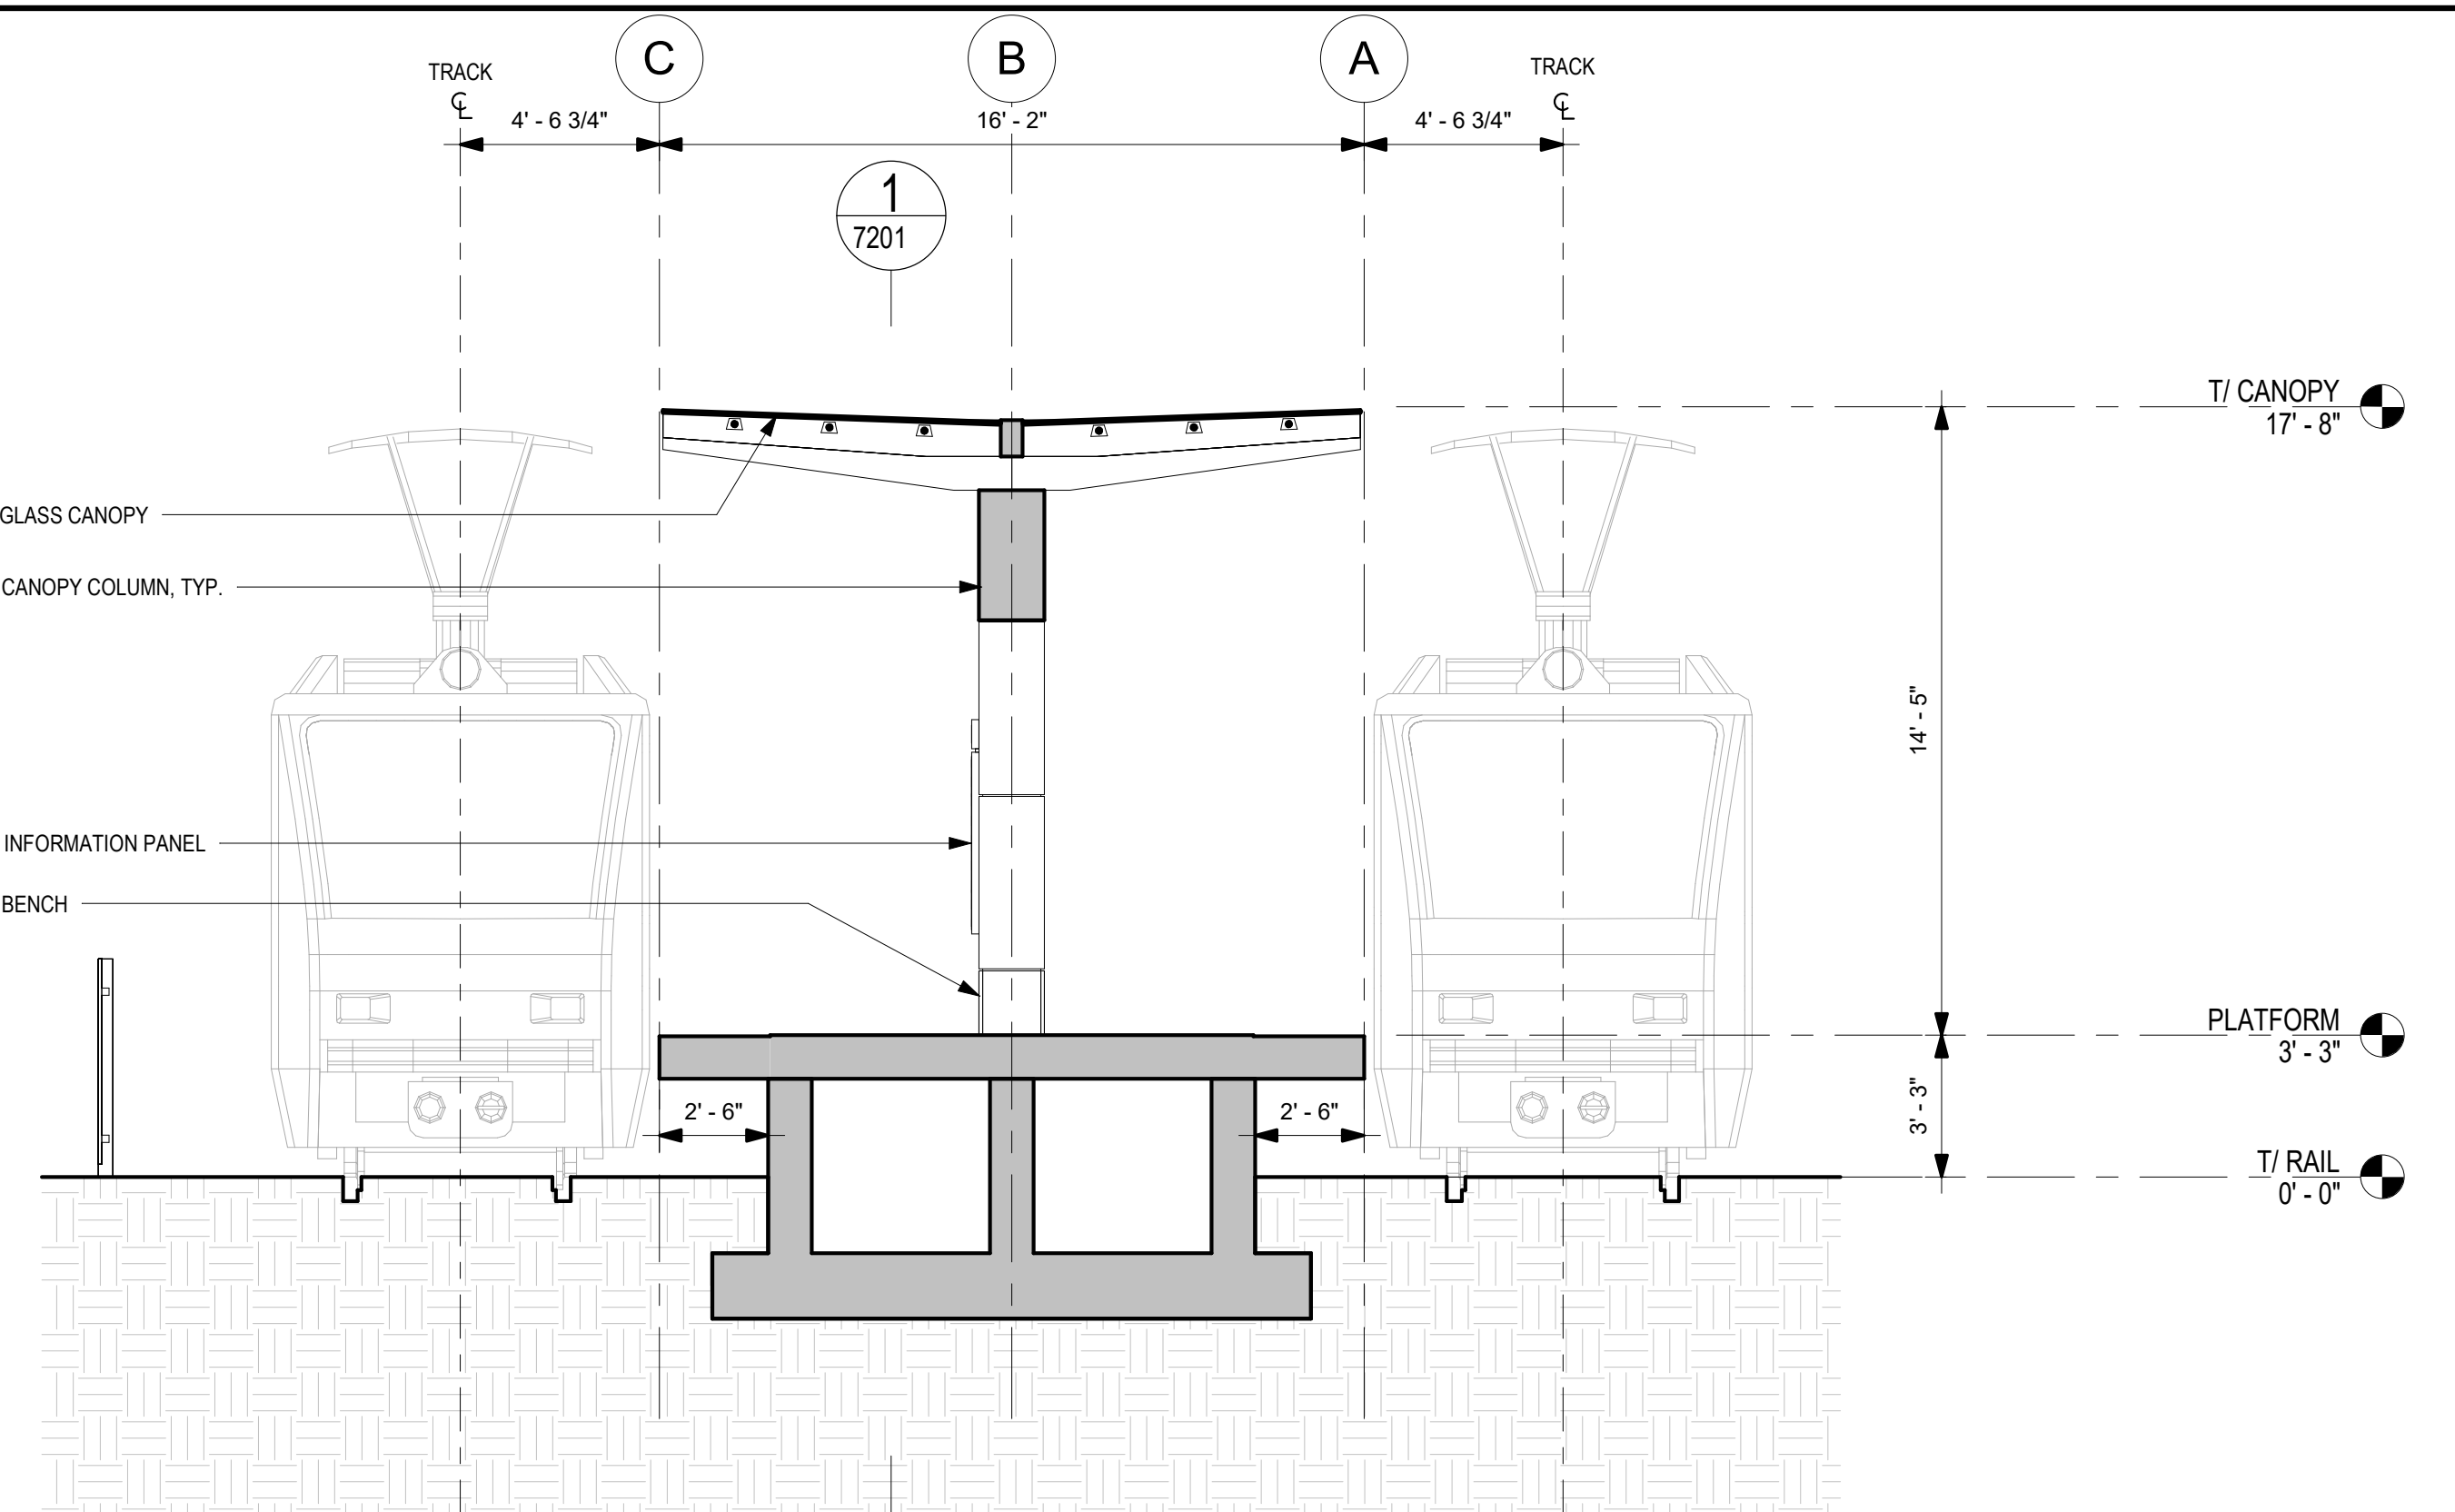 C
B
A
TRACK
TRACK
℄
℄
4' - 6 3/4"
16' - 2"
4' - 6 3/4"
1
7201
T/ CANOPY
17' - 8"
GLASS CANOPY
CANOPY COLUMN, TYP.
14' - 5"
INFORMATION PANEL
BENCH
PLATFORM
3' - 3"
2' - 6"
2' - 6"
3' - 3"
T/ RAIL
0' - 0"